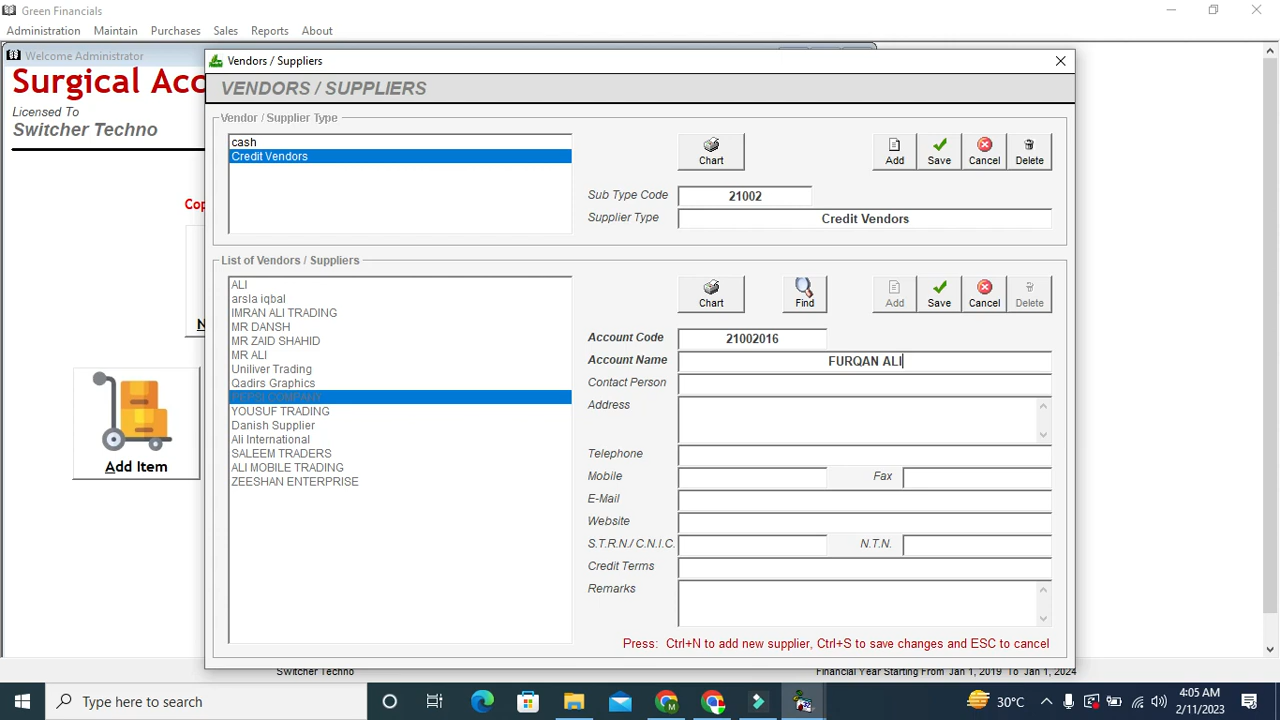 Green Financials
Administration Maintain Purchases Sales Reports About
Welcome Administrator
Surgical Acc
Licensed To
Switcher Techno
Cop
N
Add Item
Vendors / Suppliers
VENDORS / SUPPLIERS
Vendor / Supplier Type
cash
Credit Vendors
Chart
Add
Save
Cancel
Delete
Sub Type Code 21002
Supplier Type Credit Vendors
List of Vendors / Suppliers
ALI
arsla iqbal
IMRAN ALI TRADING
MR DANSH
MR ZAID SHAHID
MR ALI
Uniliver Trading
Qadirs Graphics
PEPSI COMPANY
YOUSUF TRADING
Danish Supplier
Ali International
SALEEM TRADERS
ALI MOBILE TRADING
ZEESHAN ENTERPRISE
Chart
Find
Add
Save
Cancel
Delete
Account Code 21002016
Account Name FURQAN ALI
Contact Person
Address
Telephone
Mobile Fax
E-Mail
Website
S.T.R.N./ C.N.I.C. N.T.N.
Credit Terms
Remarks
Press: Ctrl+N to add new supplier, Ctrl+S to save changes and ESC to cancel
Switcher Techno Financial Year Starting From Jan 1, 2019 To Jan 1, 2024
Type here to search
30°C
4:05 AM
2/11/2023